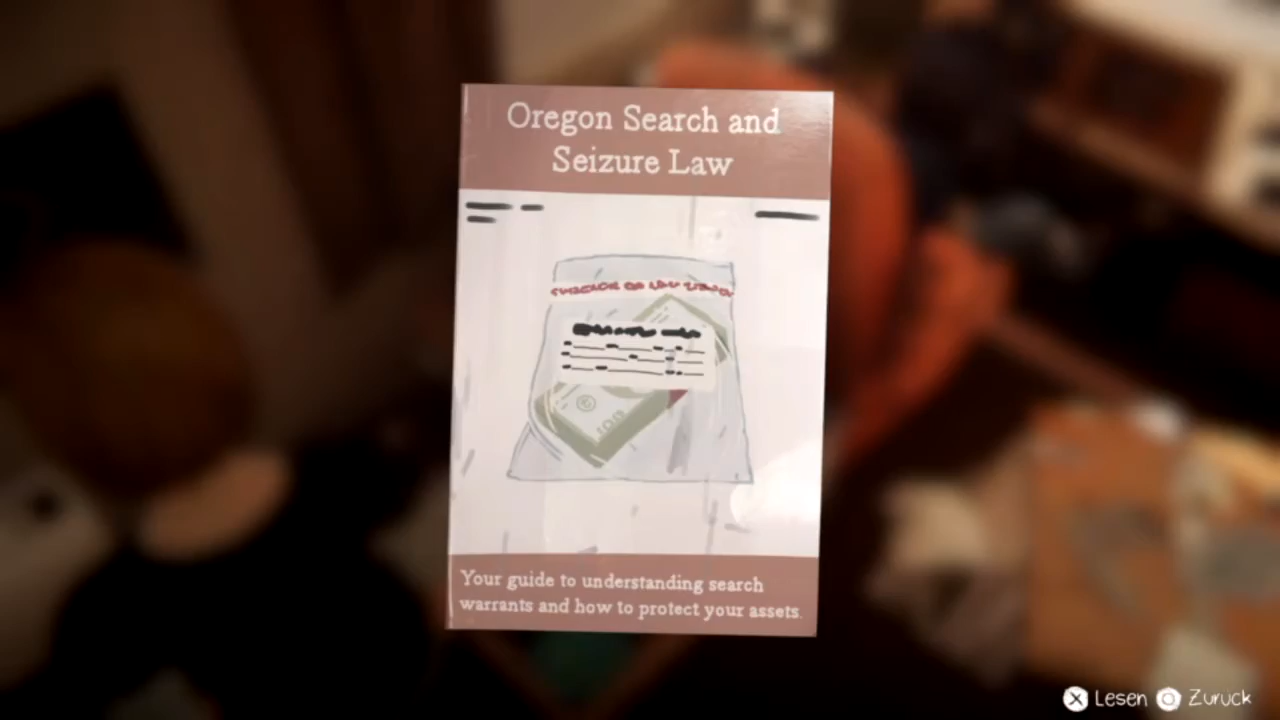 Oregon Search and
Seizure Law
Your guide to understanding search
warrants and how to protect your assets.
Lesen Zurück